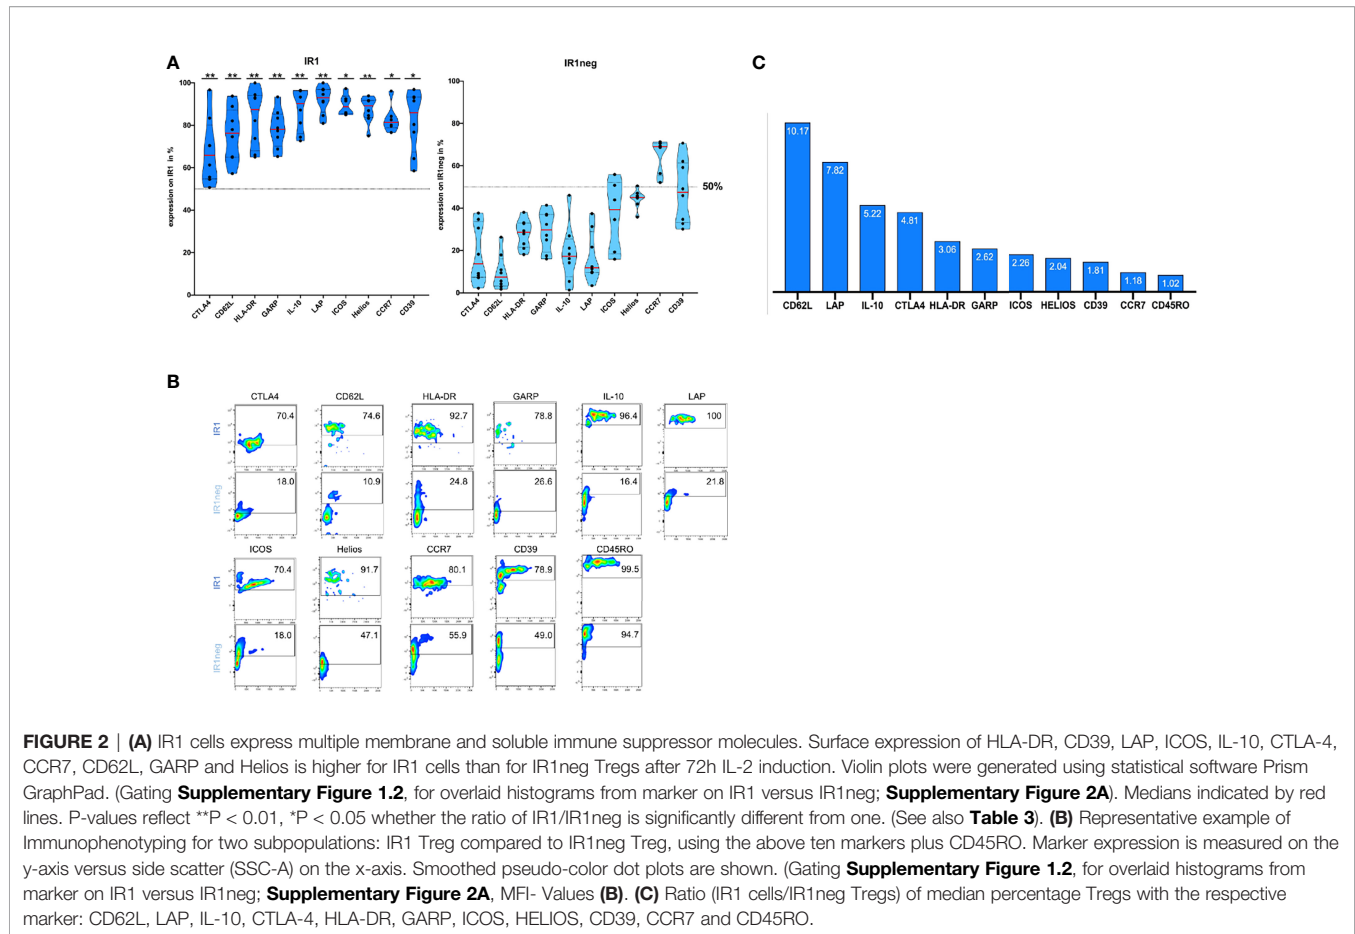 A
IR1
** ** ** ** ** ** * ** * *
expression on IR1 in %
100
80
60
40
20
0
CTLA4 CD62L HLA-DR GARP IL-10 LAP ICOS Helios CCR7 CD39
IR1neg
expression on IR1neg in %
100
80
60
40
20
0
50%
CTLA4 CD62L HLA-DR GARP IL-10 LAP ICOS Helios CCR7 CD39
C
10.17 7.82 5.22 4.81 3.06 2.62 2.26 2.04 1.81 1.18 1.02
CD62L LAP IL-10 CTLA4 HLA-DR GARP ICOS HELIOS CD39 CCR7 CD45RO
B
CTLA4 CD62L HLA-DR GARP IL-10 LAP
IR1 70.4 74.6 92.7 78.8 96.4 100
IR1neg 18.0 10.9 24.8 26.6 16.4 21.8
ICOS Helios CCR7 CD39 CD45RO
IR1 70.4 91.7 80.1 78.9 99.5
IR1neg 18.0 47.1 55.9 49.0 94.7
FIGURE 2 | (A) IR1 cells express multiple membrane and soluble immune suppressor molecules. Surface expression of HLA-DR, CD39, LAP, ICOS, IL-10, CTLA-4,
CCR7, CD62L, GARP and Helios is higher for IR1 cells than for IR1neg Tregs after 72h IL-2 induction. Violin plots were generated using statistical software Prism
GraphPad. (Gating Supplementary Figure 1.2, for overlaid histograms from marker on IR1 versus IR1neg; Supplementary Figure 2A). Medians indicated by red
lines. P-values reflect **P < 0.01, *P < 0.05 whether the ratio of IR1/IR1neg is significantly different from one. (See also Table 3). (B) Representative example of
Immunophenotyping for two subpopulations: IR1 Treg compared to IR1neg Treg, using the above ten markers plus CD45RO. Marker expression is measured on the
y-axis versus side scatter (SSC-A) on the x-axis. Smoothed pseudo-color dot plots are shown. (Gating Supplementary Figure 1.2, for overlaid histograms from
marker on IR1 versus IR1neg; Supplementary Figure 2A, MFI- Values (B). (C) Ratio (IR1 cells/IR1neg Tregs) of median percentage Tregs with the respective
marker: CD62L, LAP, IL-10, CTLA-4, HLA-DR, GARP, ICOS, HELIOS, CD39, CCR7 and CD45RO.